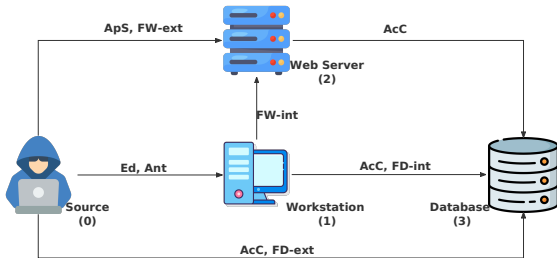 ApS, FW-ext
AcC
Web Server
(2)
FW-int
Ed, Ant
AcC, FD-int
Source
(0)
Workstation
(1)
Database
(3)
AcC, FD-ext